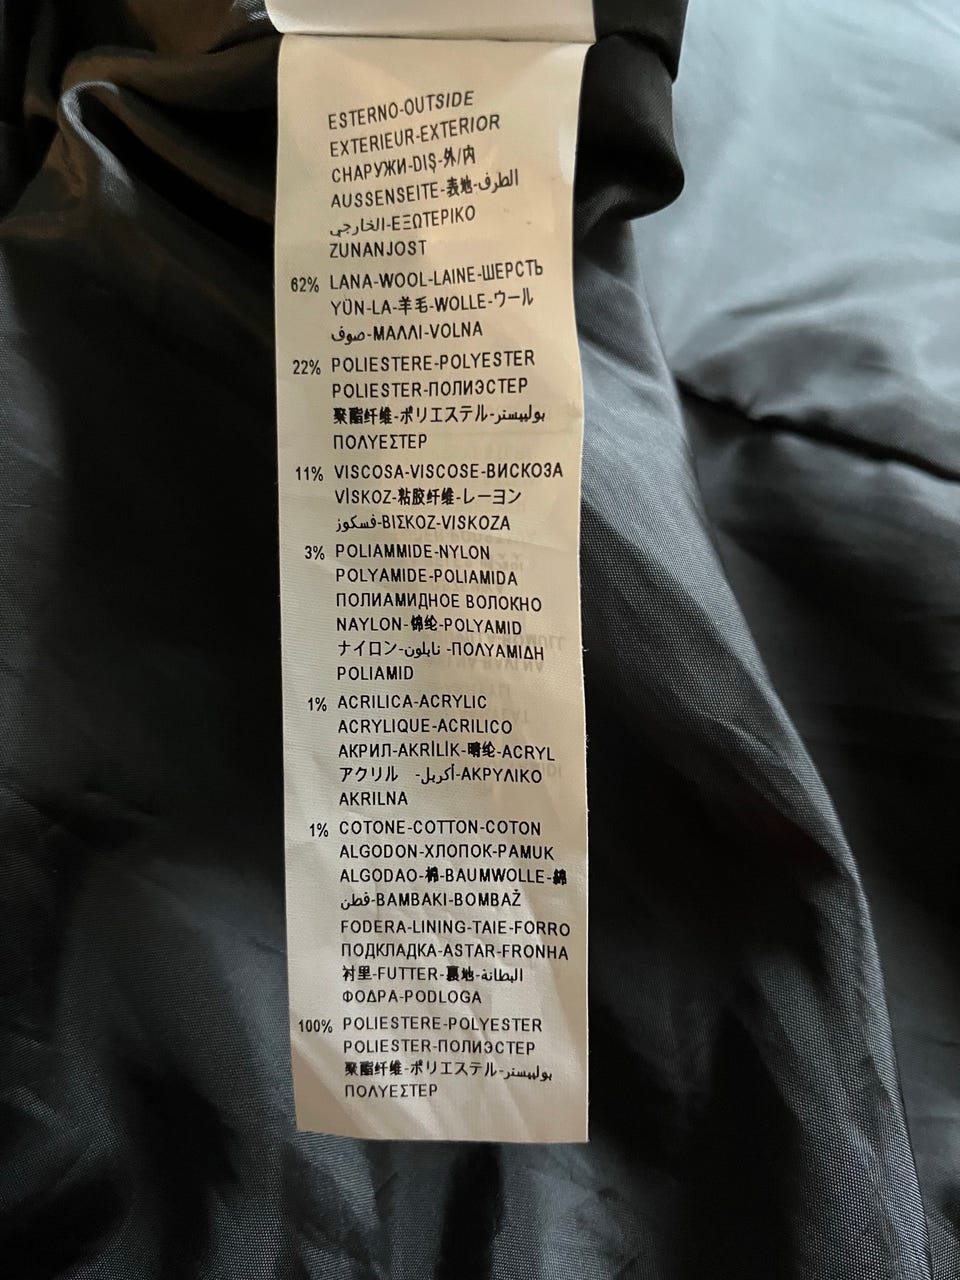 ESTERNO-OUTSIDE
EXTERIEUR-EXTERIOR
СНАРУЖИ-DIŞ-外/内
AUSSENSEITE-表地-الطرف
الخارجي-ΕΞΩΤΕΡΙΚΟ
ZUNANJOST
62% LANA-WOOL-LAINE-ШЕРСТЬ
YÜN-LA-羊毛-WOLLE-ウール
صوف-ΜΑΛΛΙ-VOLNA
22% POLIESTERE-POLYESTER
POLIESTER-ПОЛИЭСТЕР
聚酯纤维-ポリエステル-بوليستر
ΠΟΛΥΕΣΤΕΡ
11% VISCOSA-VISCOSE-ВИСКОЗА
VİSKOZ-粘胶纤维-レーヨン
فسكوز-ΒΙΣΚΟΖ-VISKOZA
3% POLIAMMIDE-NYLON
POLYAMIDE-POLIAMIDA
ПОЛИАМИДНОЕ ВОЛОКНО
NAYLON-锦纶-POLYAMID
ナイロン-نايلون-ΠΟΛΥΑΜΙΔΗ
POLIAMID
1% ACRILICA-ACRYLIC
ACRYLIQUE-ACRILICO
АКРИЛ-AKRİLİK-晴纶-ACRYL
アクリル -أكريل-ΑΚΡΥΛΙΚΟ
AKRILNA
1% COTONE-COTTON-COTON
ALGODON-ХЛОПОК-PAMUK
ALGODAO-棉-BAUMWOLLE-綿
قطن-BAMBAKI-BOMBAŽ
FODERA-LINING-TAIE-FORRO
ПОДКЛАДКА-ASTAR-FRONHA
衬里-FUTTER-裏地-البطانة
ΦΟΔΡΑ-PODLOGA
100% POLIESTERE-POLYESTER
POLIESTER-ПОЛИЭСТЕР
聚酯纤维-ポリエステル-بوليستر
ΠΟΛΥΕΣΤΕΡ